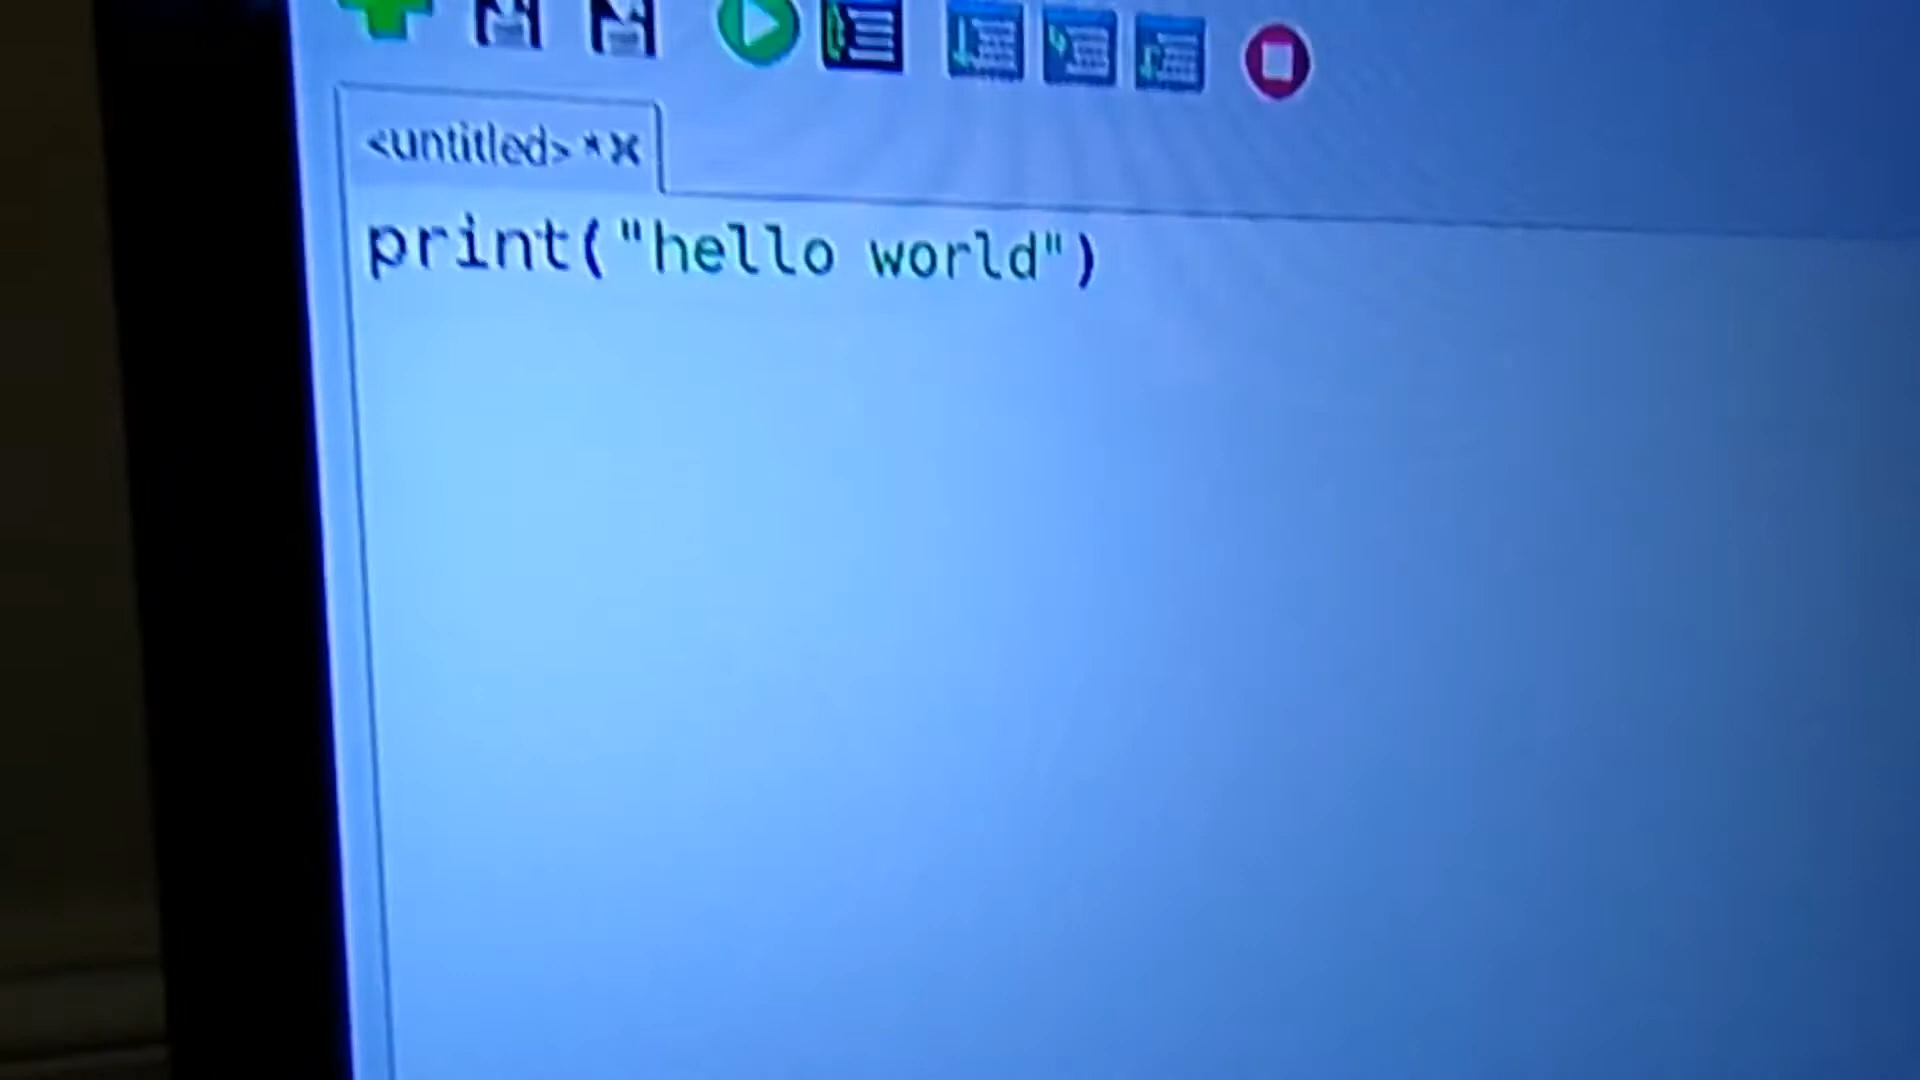 <untitled> * ✕
print("hello world")